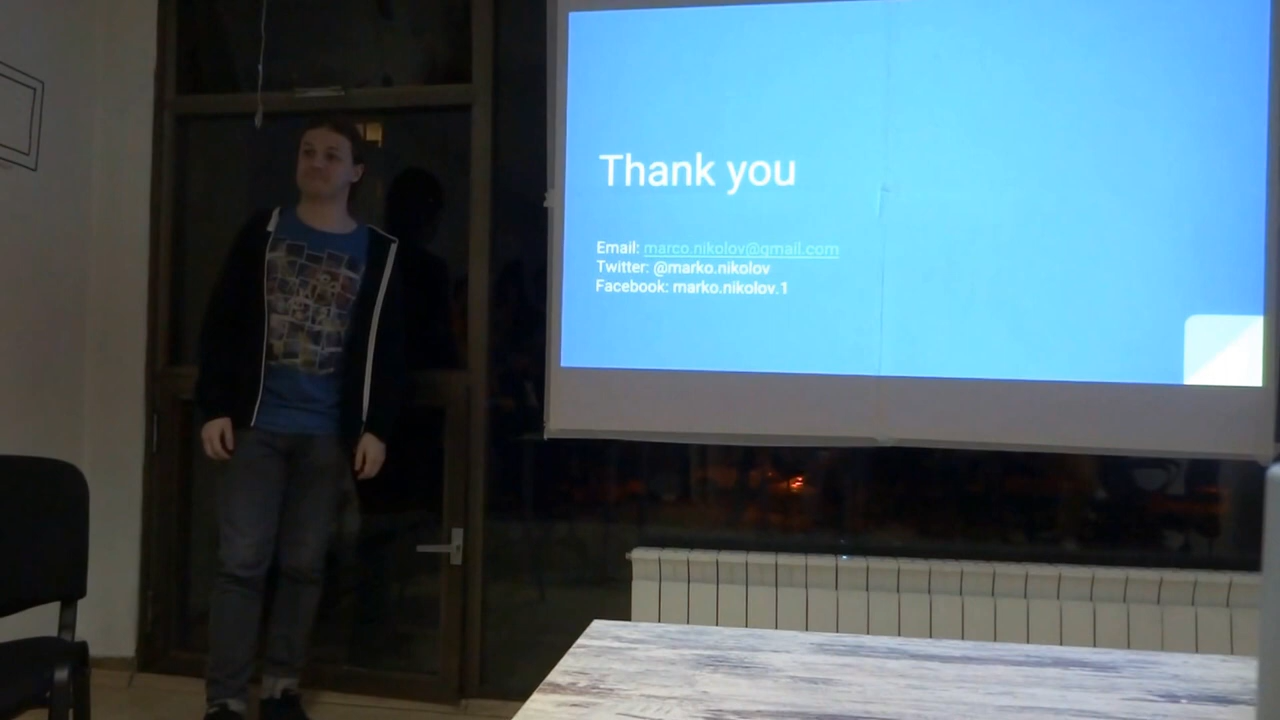 Thank you
Email: marco.nikolov@gmail.com
Twitter: @marko.nikolov
Facebook: marko.nikolov.1